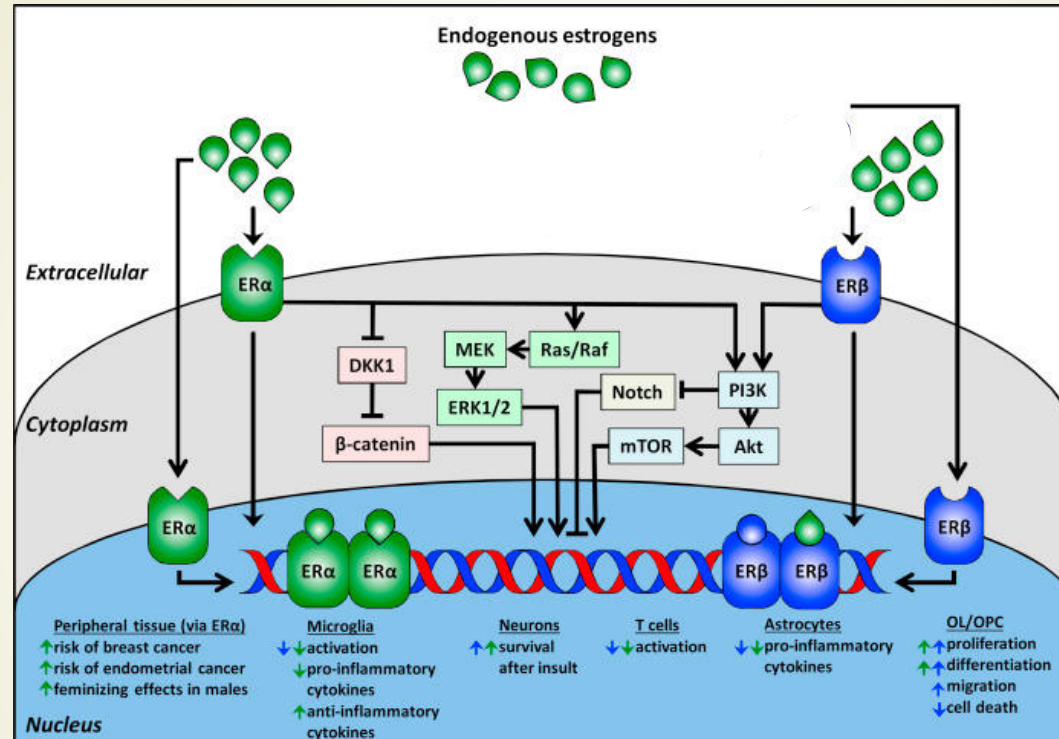 Endogenous estrogens
Extracellular
ERα
ERβ
MEK
Ras/Raf
DKK1
Notch
PI3K
ERK1/2
Cytoplasm
β-catenin
mTOR
Akt
ERα
ERβ
ERα
ERα
ERβ
ERβ
Peripheral tissue (via ERα)
↑risk of breast cancer
↑risk of endometrial cancer
↑feminizing effects in males
Microglia
↓↓activation
↓pro-inflammatory
cytokines
↑anti-inflammatory
cytokines
Neurons
↑↑survival
after insult
T cells
↓↓activation
Astrocytes
↓↓pro-inflammatory
cytokines
OL/OPC
↑↑proliferation
↑↑differentiation
↑migration
↓cell death
Nucleus